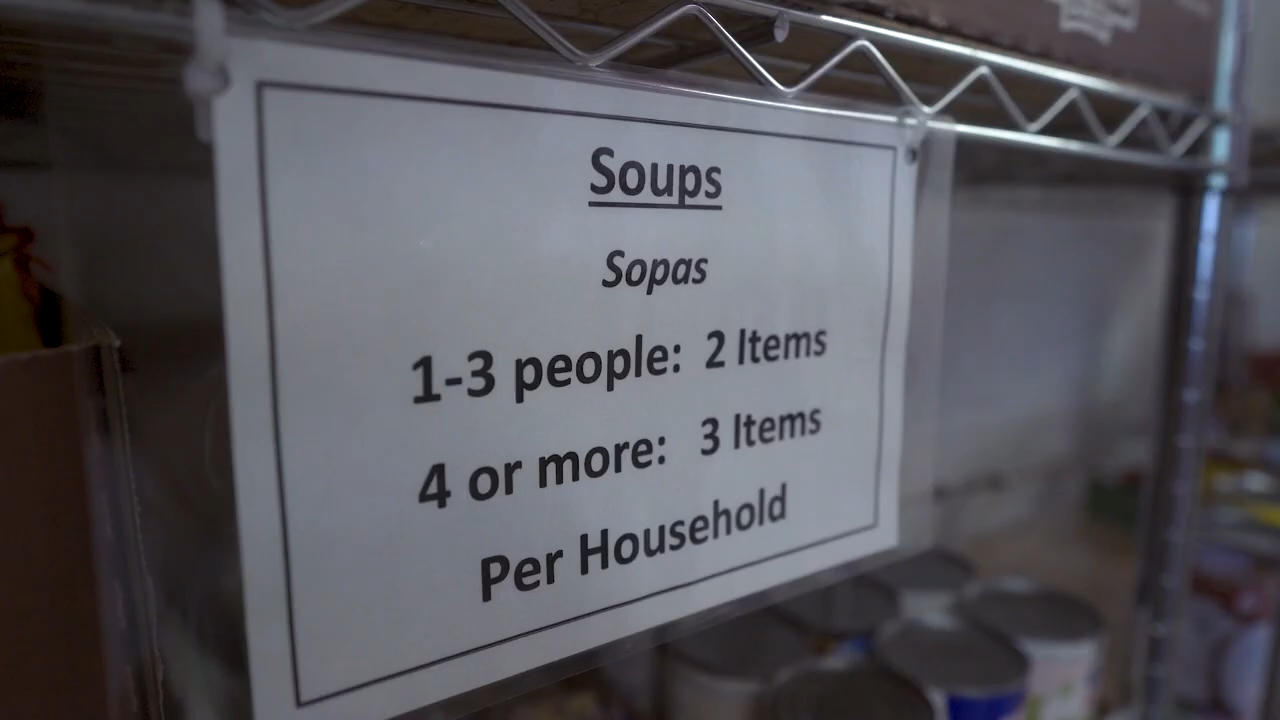 Soups
Sopas
1-3 people: 2 Items
4 or more: 3 Items
Per Household